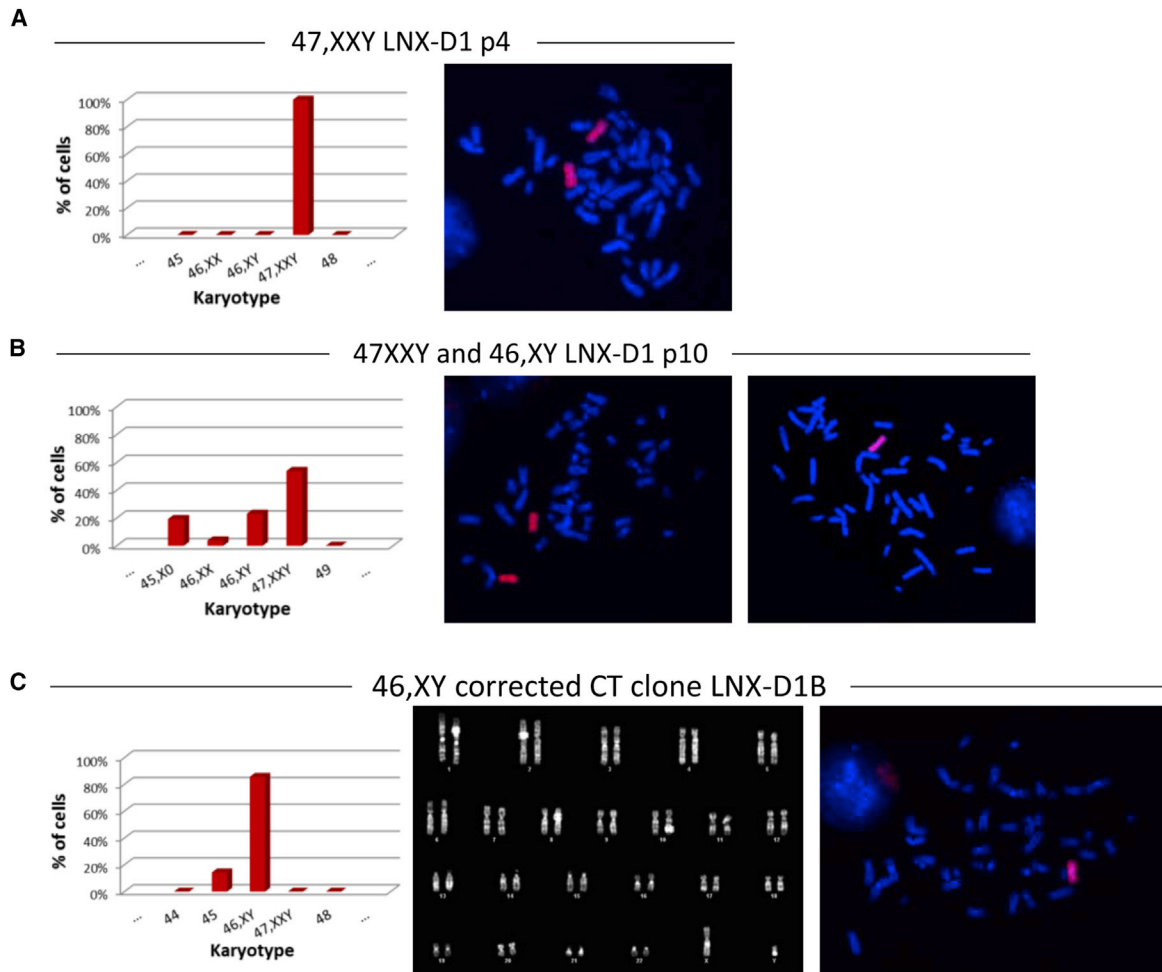 A
47,XXY LNX-D1 p4
100%
80%
60%
40%
20%
0%
% of cells
... 45 46,XX 46,XY 47,XXY 48 ...
Karyotype
B
47XXY and 46,XY LNX-D1 p10
100%
80%
60%
40%
20%
0%
% of cells
... 45,X0 46,XX 46,XY 47,XXY 49 ...
Karyotype
C
46,XY corrected CT clone LNX-D1B
100%
80%
60%
40%
20%
0%
% of cells
... 44 45 46,XY 47,XXY 48 ...
Karyotype
1 2 3 4 5
6 7 8 9 10 11 12
13 14 15 16 17 18
19 20 21 22 X Y